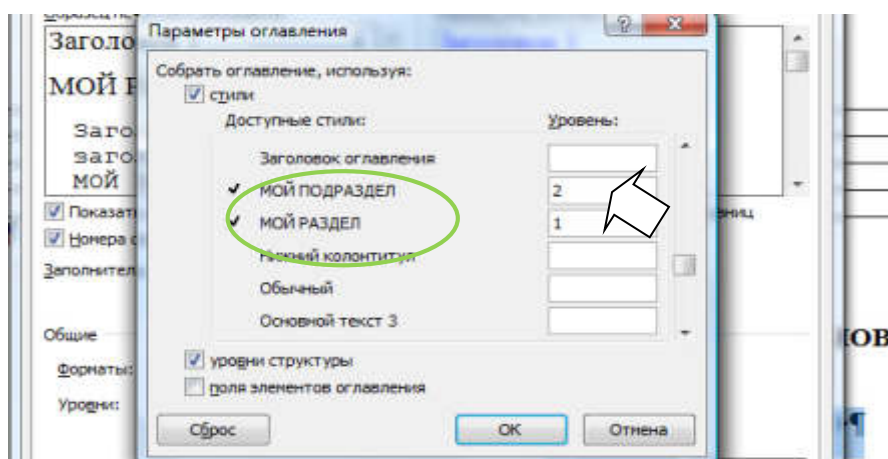 Параметры оглавления
Заголо
Собрать оглавление, используя:
МОЙ Р
стили
Доступные стили:
Уровень:
Заго
Заголовок оглавления
заго
МОЙ
МОЙ ПОДРАЗДЕЛ
2
Показат
ниц
МОЙ РАЗДЕЛ
1
Номера с
Нижний колонтитул
Заполнител
Обычный
Основной текст 3
Общие
ОВ
уровни структуры
Форматы:
поля элементов оглавления
Уровни:
Сброс
ОК
Отмена
¶